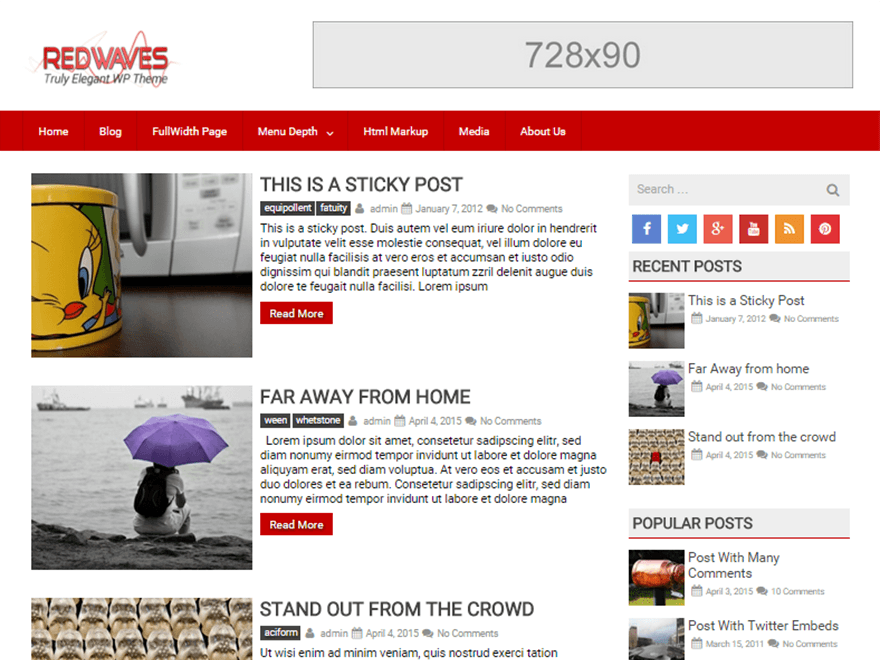 REDWAVES
Truly Elegant WP Theme
728x90
Home Blog FullWidth Page Menu Depth Html Markup Media About Us
THIS IS A STICKY POST
equipollent fatuity admin January 7, 2012 No Comments
This is a sticky post. Duis autem vel eum iriure dolor in hendrerit
in vulputate velit esse molestie consequat, vel illum dolore eu
feugiat nulla facilisis at vero eros et accumsan et iusto odio
dignissim qui blandit praesent luptatum zzril delenit augue duis
dolore te feugait nulla facilisi. Lorem ipsum
Read More
FAR AWAY FROM HOME
ween whetstone admin April 4, 2015 No Comments
Lorem ipsum dolor sit amet, consetetur sadipscing elitr, sed
diam nonumy eirmod tempor invidunt ut labore et dolore magna
aliquyam erat, sed diam voluptua. At vero eos et accusam et justo
duo dolores et ea rebum. Consetetur sadipscing elitr, sed diam
nonumy eirmod tempor invidunt ut labore et dolore magna
Read More
STAND OUT FROM THE CROWD
aciform admin April 4, 2015 No Comments
Ut wisi enim ad minim veniam, quis nostrud exerci tation
Search ...
f g+ You Tube
RECENT POSTS
This is a Sticky Post
January 7, 2012 No Comments
Far Away from home
April 4, 2015 No Comments
Stand out from the crowd
April 4, 2015 No Comments
POPULAR POSTS
Post With Many
Comments
April 3, 2015 10 Comments
Post With Twitter Embeds
March 15, 2011 No Comments